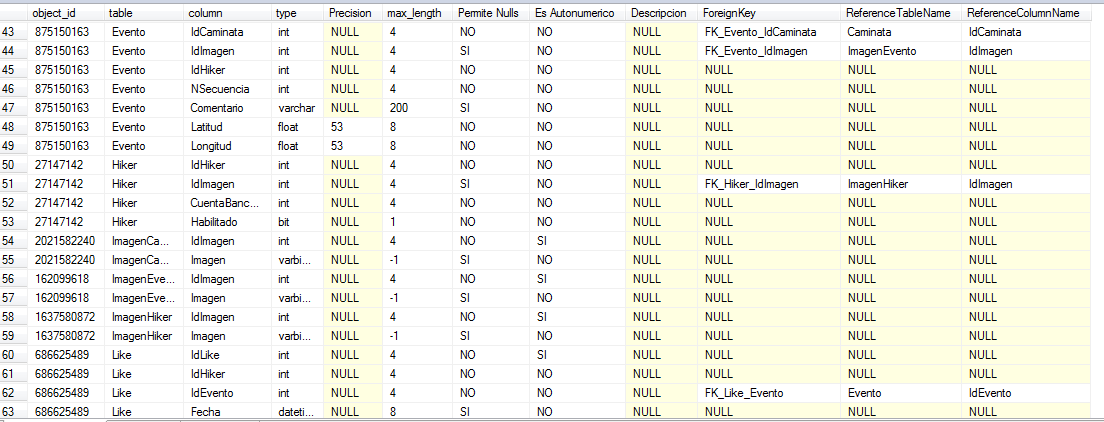 object_id table column type Precision max_length Permite Nulls Es Autonumerico Descripcion ForeignKey ReferenceTableName ReferenceColumnName
43 875150163 Evento IdCaminata int NULL 4 NO NO NULL FK_Evento_IdCaminata Caminata IdCaminata
44 875150163 Evento IdImagen int NULL 4 SI NO NULL FK_Evento_IdImagen ImagenEvento IdImagen
45 875150163 Evento IdHiker int NULL 4 NO NO NULL NULL NULL NULL
46 875150163 Evento NSecuencia int NULL 4 NO NO NULL NULL NULL NULL
47 875150163 Evento Comentario varchar NULL 200 SI NO NULL NULL NULL NULL
48 875150163 Evento Latitud float 53 8 NO NO NULL NULL NULL NULL
49 875150163 Evento Longitud float 53 8 NO NO NULL NULL NULL NULL
50 27147142 Hiker IdHiker int NULL 4 NO NO NULL NULL NULL NULL
51 27147142 Hiker IdImagen int NULL 4 SI NO NULL FK_Hiker_IdImagen ImagenHiker IdImagen
52 27147142 Hiker CuentaBanc... int NULL 4 NO NO NULL NULL NULL NULL
53 27147142 Hiker Habilitado bit NULL 1 NO NO NULL NULL NULL NULL
54 2021582240 ImagenCa... IdImagen int NULL 4 NO SI NULL NULL NULL NULL
55 2021582240 ImagenCa... Imagen varbi... NULL -1 SI NO NULL NULL NULL NULL
56 162099618 ImagenEve... IdImagen int NULL 4 NO SI NULL NULL NULL NULL
57 162099618 ImagenEve... Imagen varbi... NULL -1 SI NO NULL NULL NULL NULL
58 1637580872 ImagenHiker IdImagen int NULL 4 NO SI NULL NULL NULL NULL
59 1637580872 ImagenHiker Imagen varbi... NULL -1 SI NO NULL NULL NULL NULL
60 686625489 Like IdLike int NULL 4 NO SI NULL NULL NULL NULL
61 686625489 Like IdHiker int NULL 4 NO NO NULL NULL NULL NULL
62 686625489 Like IdEvento int NULL 4 NO NO NULL FK_Like_Evento Evento IdEvento
63 686625489 Like Fecha dateti... NULL 8 SI NO NULL NULL NULL NULL